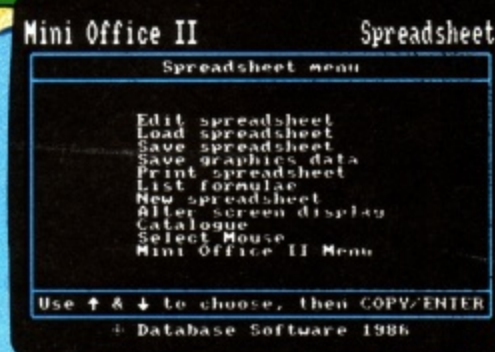 Mini Office II Spreadsheet
Spreadsheet menu
Edit spreadsheet
Load spreadsheet
Save spreadsheet
Save graphics data
Print spreadsheet
List formulae
New spreadsheet
Alter screen display
Catalogue
Select Mouse
Mini Office II Menu
Use ↑ & ↓ to choose, then COPY/ENTER
Database Software 1986